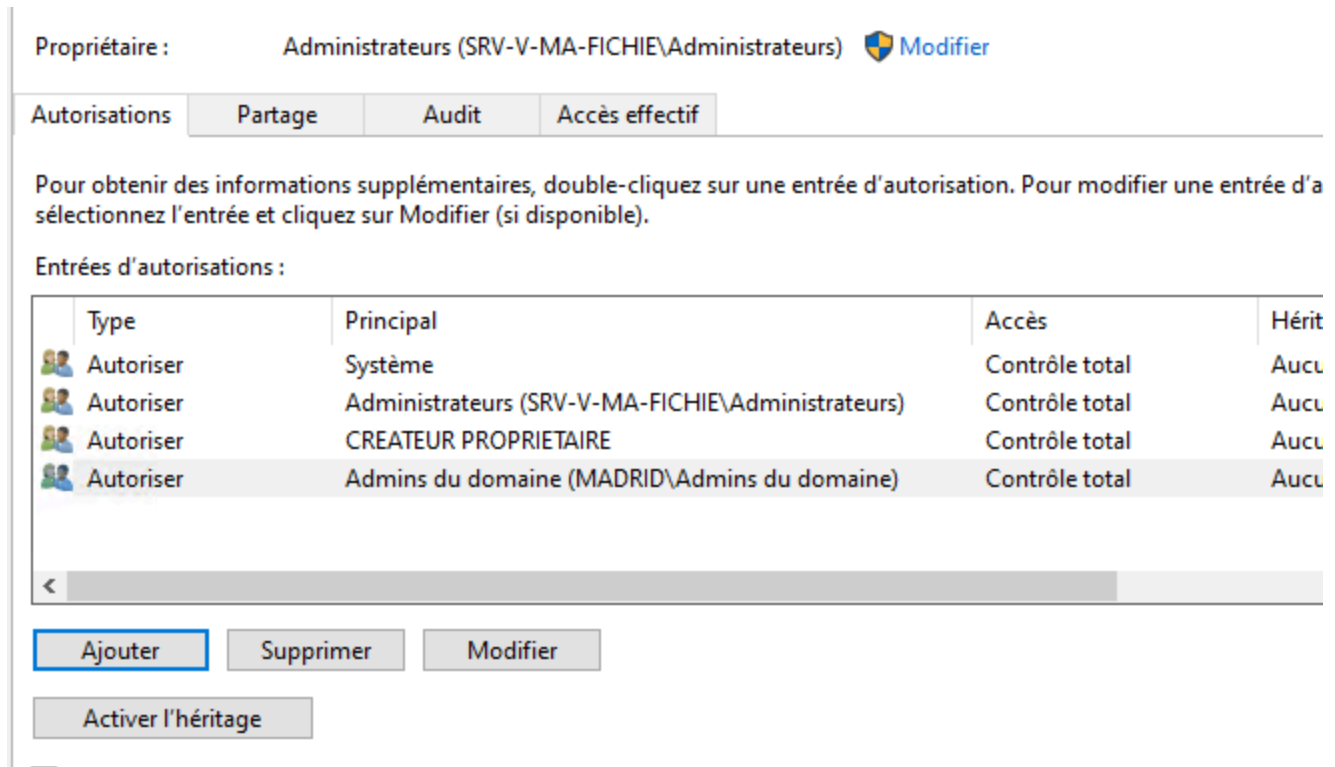 Propriétaire : Administrateurs (SRV-V-MA-FICHIE\Administrateurs) Modifier
Autorisations Partage Audit Accès effectif
Pour obtenir des informations supplémentaires, double-cliquez sur une entrée d'autorisation. Pour modifier une entrée d'a
sélectionnez l'entrée et cliquez sur Modifier (si disponible).
Entrées d'autorisations :
Type Principal Accès Hérit
Autoriser Système Contrôle total Aucu
Autoriser Administrateurs (SRV-V-MA-FICHIE\Administrateurs) Contrôle total Aucu
Autoriser CREATEUR PROPRIETAIRE Contrôle total Aucu
Autoriser Admins du domaine (MADRID\Admins du domaine) Contrôle total Aucu
Ajouter Supprimer Modifier
Activer l'héritage